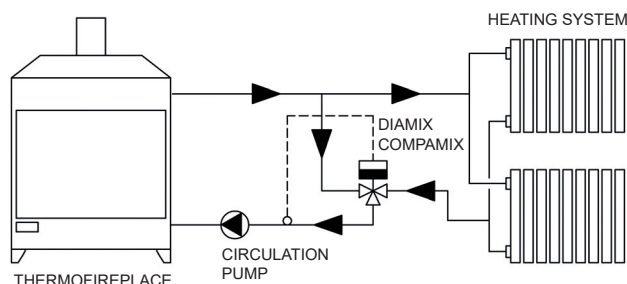 HEATING SYSTEM
DIAMIX
COMPAMIX
CIRCULATION
PUMP
THERMOFIREPLACE